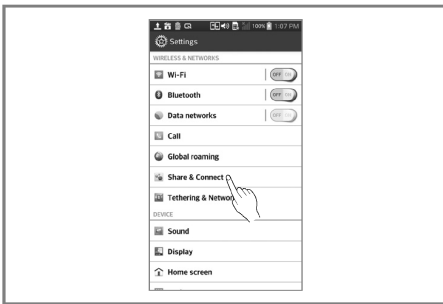 100% 1:07 PM
Settings
WIRELESS & NETWORKS
Wi-Fi OFF
Bluetooth OFF
Data networks OFF
Call
Global roaming
Share & Connect
Tethering & Networ
DEVICE
Sound
Display
Home screen